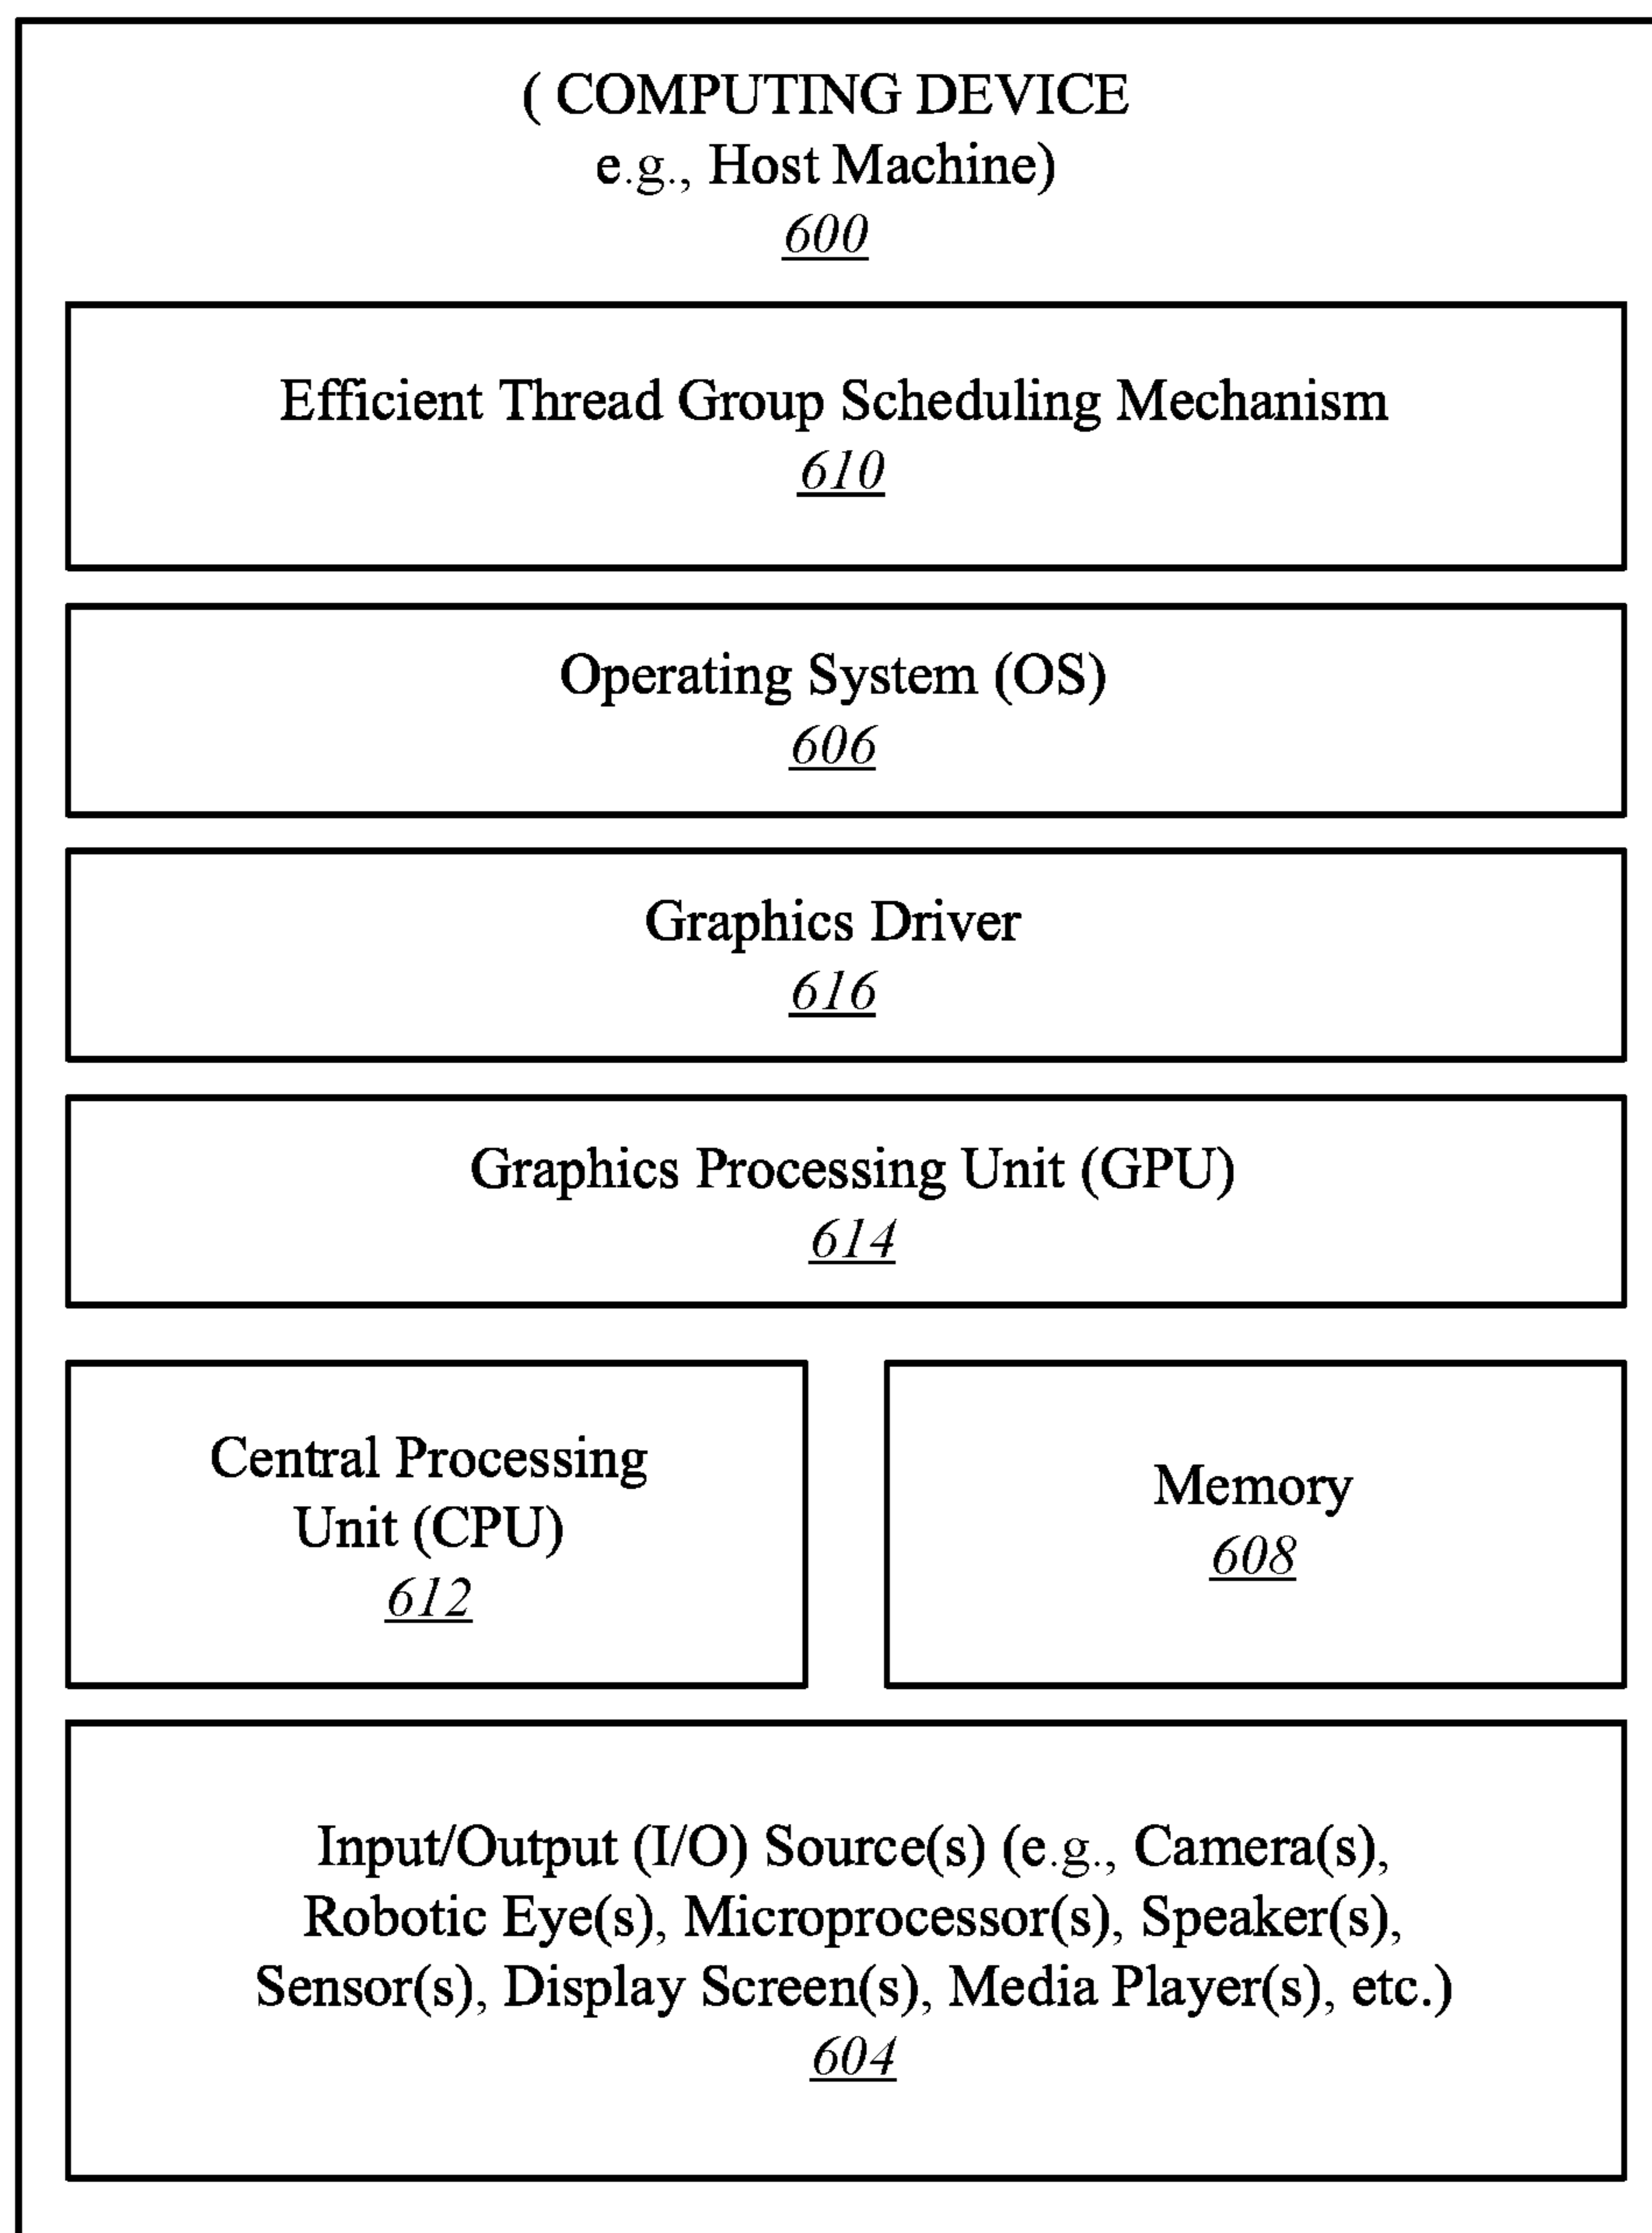 ( COMPUTING DEVICE
e.g., Host Machine)
600
Efficient Thread Group Scheduling Mechanism
610
Operating System (OS)
606
Graphics Driver
616
Graphics Processing Unit (GPU)
614
Central Processing
Unit (CPU)
612
Memory
608
Input/Output (I/O) Source(s) (e.g., Camera(s),
Robotic Eye(s), Microprocessor(s), Speaker(s),
Sensor(s), Display Screen(s), Media Player(s), etc.)
604